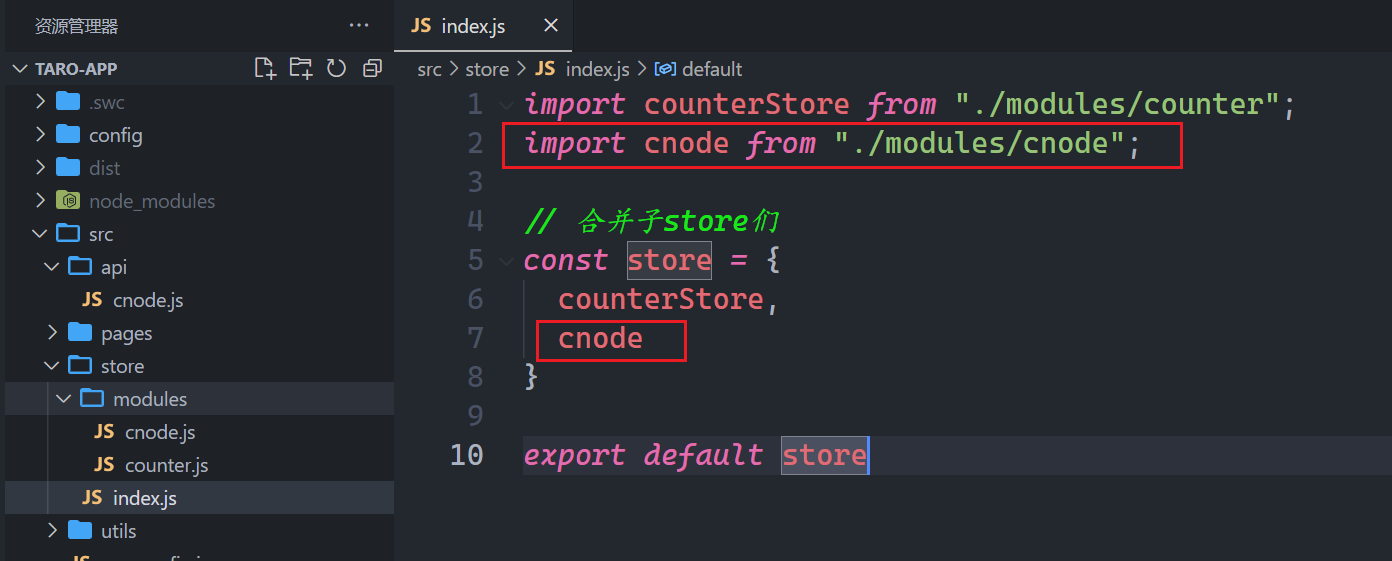 资源管理器
···
TARO-APP
.swc
config
dist
node_modules
src
api
JS cnode.js
pages
store
modules
JS cnode.js
JS counter.js
JS index.js
utils
JS index.js
src > store > JS index.js > default
1 import counterStore from "./modules/counter";
2 import cnode from "./modules/cnode";
3
4 // 合并子store们
5 const store = {
6 counterStore,
7 cnode
8 }
9
10 export default store